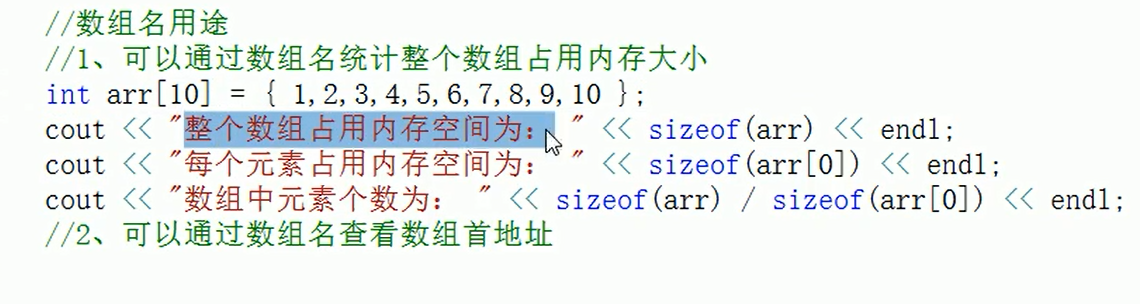 //数组名用途
//1、可以通过数组名统计整个数组占用内存大小
int arr[10] = { 1,2,3,4,5,6,7,8,9,10 };
cout << "整个数组占用内存空间为： " << sizeof(arr) << endl;
cout << "每个元素占用内存空间为： " << sizeof(arr[0]) << endl;
cout << "数组中元素个数为： " << sizeof(arr) / sizeof(arr[0]) << endl;
//2、可以通过数组名查看数组首地址